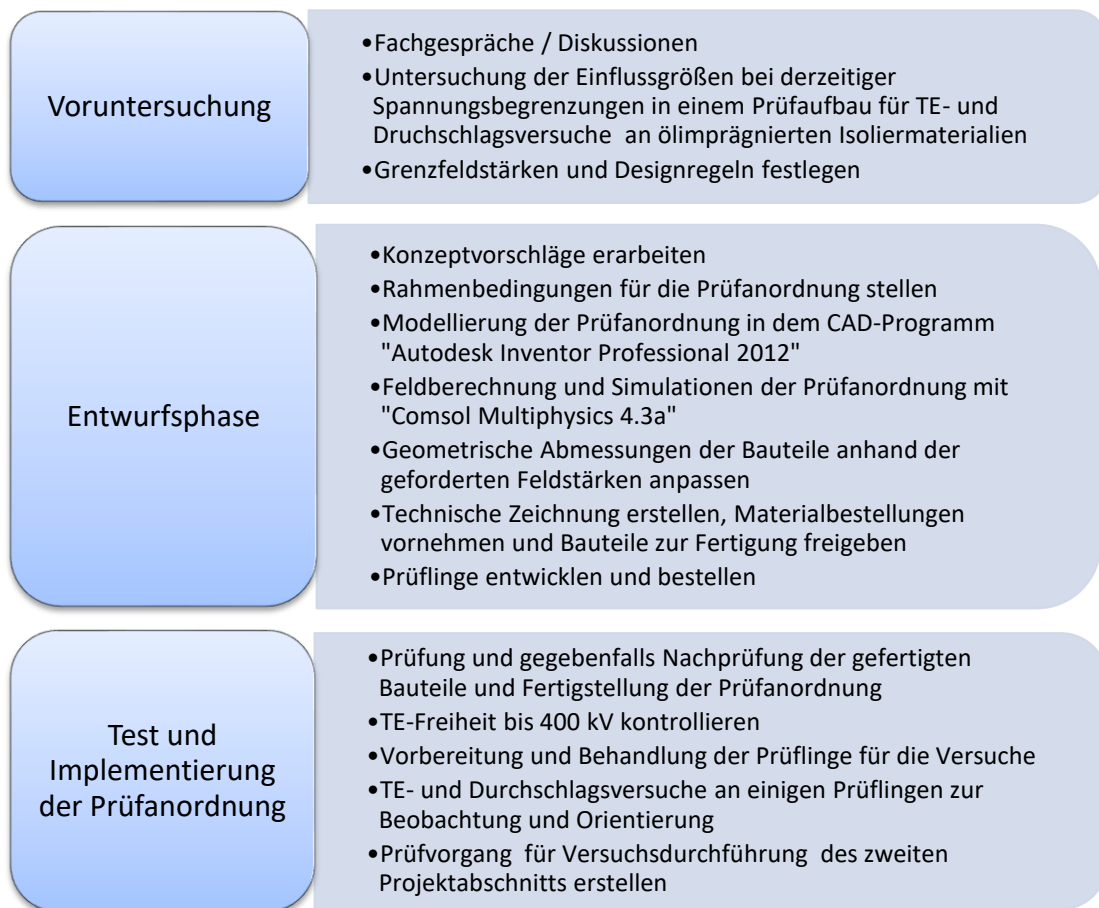 Voruntersuchung
•Fachgespräche / Diskussionen
•Untersuchung der Einflussgrößen bei derzeitiger
Spannungsbegrenzungen in einem Prüfaufbau für TE- und
Druchschlagsversuche an ölimprägnierten Isoliermaterialien
•Grenzfeldstärken und Designregeln festlegen
Entwurfsphase
•Konzeptvorschläge erarbeiten
•Rahmenbedingungen für die Prüfanordnung stellen
•Modellierung der Prüfanordnung in dem CAD-Programm
"Autodesk Inventor Professional 2012"
•Feldberechnung und Simulationen der Prüfanordnung mit
"Comsol Multiphysics 4.3a"
•Geometrische Abmessungen der Bauteile anhand der
geforderten Feldstärken anpassen
•Technische Zeichnung erstellen, Materialbestellungen
vornehmen und Bauteile zur Fertigung freigeben
•Prüflinge entwicklen und bestellen
Test und
Implementierung
der Prüfanordnung
•Prüfung und gegebenfalls Nachprüfung der gefertigten
Bauteile und Fertigstellung der Prüfanordnung
•TE-Freiheit bis 400 kV kontrollieren
•Vorbereitung und Behandlung der Prüflinge für die Versuche
•TE- und Durchschlagsversuche an einigen Prüflingen zur
Beobachtung und Orientierung
•Prüfvorgang für Versuchsdurchführung des zweiten
Projektabschnitts erstellen